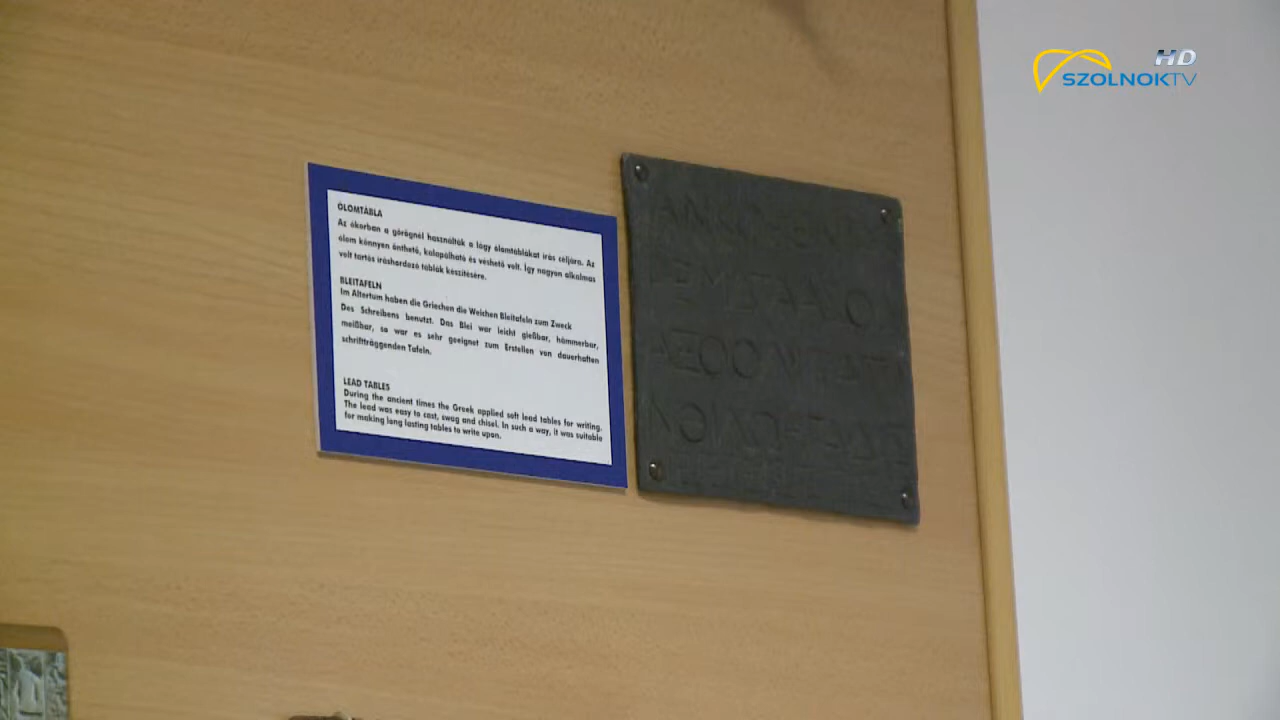 HD
SZOLNOKTV
ÓLOMTÁBLA
Az ókorban a görögnél használták a lágy ólomtáblákat írás céljára. Az
ólom könnyen önthető, kalapálható és véshető volt. Így nagyon alkalmas
volt tartós íráshordozó táblák készítésére.
BLEITAFELN
Im Altertum haben die Griechen die Weichen Bleitafeln zum Zweck
Des Schreibens benutst. Das Blei war leicht gießbar, hämmerbar,
meißbar, so war es sehr geeignet zum Erstellen von dauerhaften
schriftträggenden Tafeln.
LEAD TABLES
During the ancient times the Greek applied soft lead tables for writing.
The lead was easy to cast, swag and chisel. In such a way, it was suitable
for making long lasting tables to write upon.